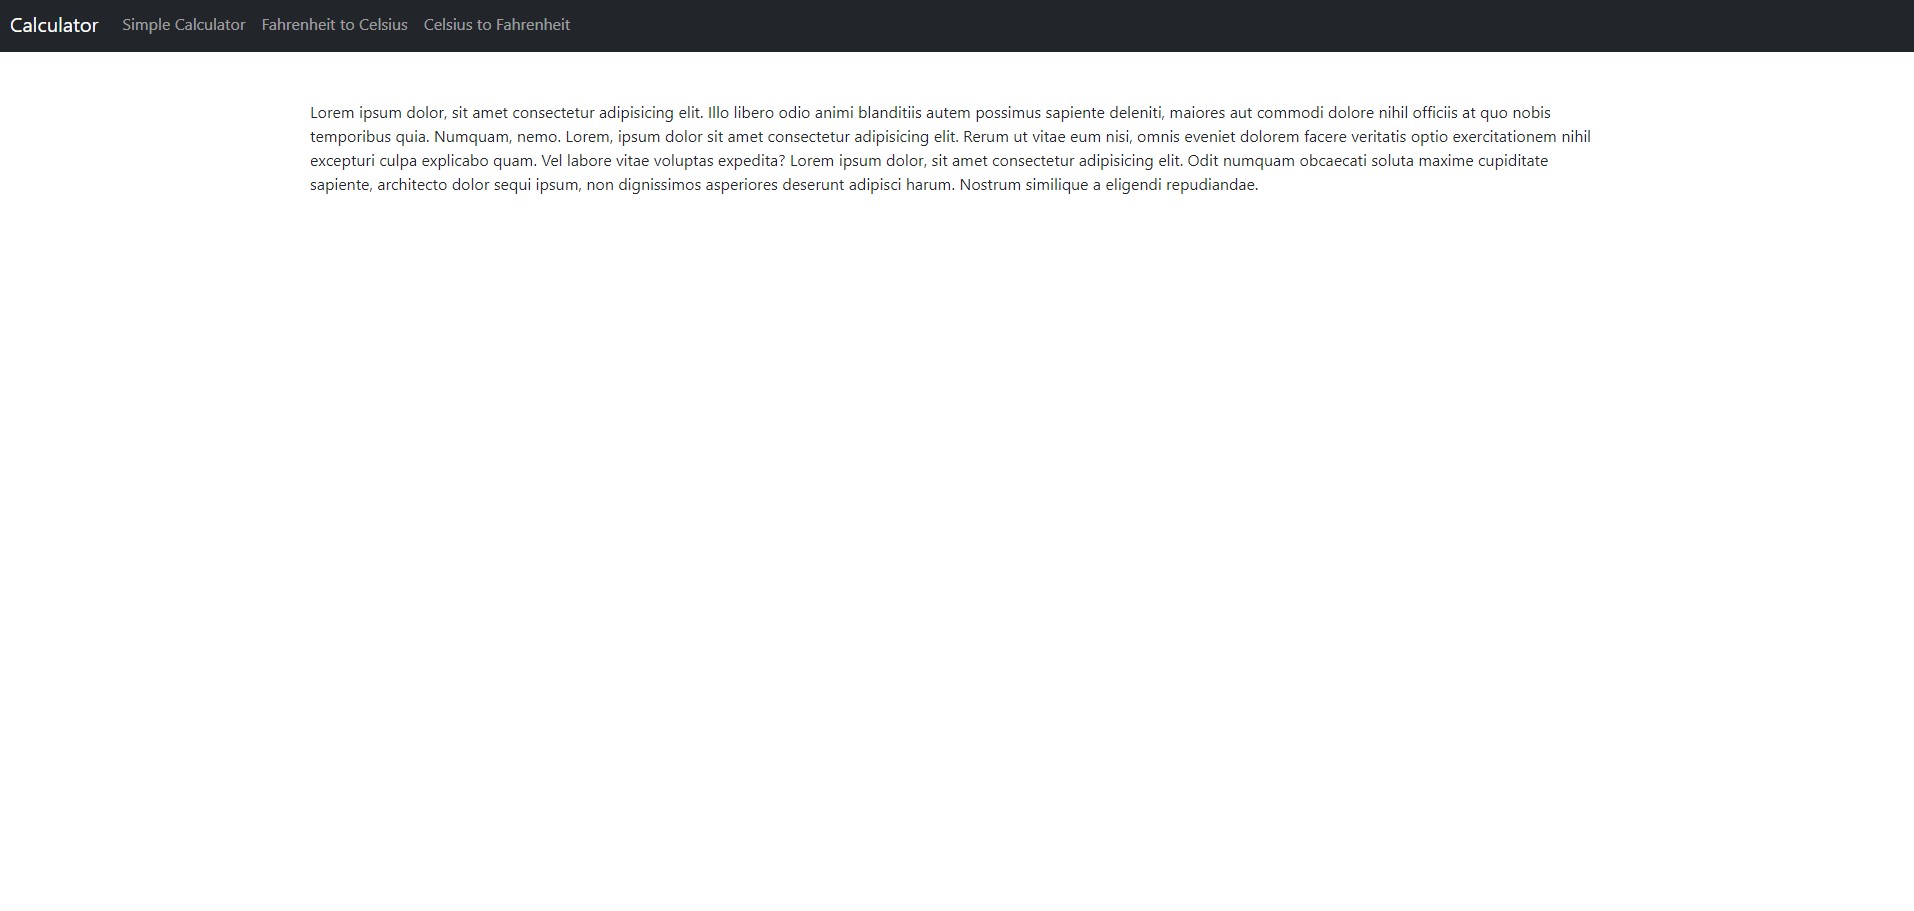 Calculator Simple Calculator Fahrenheit to Celsius Celsius to Fahrenheit
Lorem ipsum dolor, sit amet consectetur adipisicing elit. Illo libero odio animi blanditiis autem possimus sapiente deleniti, maiores aut commodi dolore nihil officiis at quo nobis
temporibus quia. Numquam, nemo. Lorem, ipsum dolor sit amet consectetur adipisicing elit. Rerum ut vitae eum nisi, omnis eveniet dolorem facere veritatis optio exercitationem nihil
excepturi culpa explicabo quam. Vel labore vitae voluptas expedita? Lorem ipsum dolor, sit amet consectetur adipisicing elit. Odit numquam obcaecati soluta maxime cupiditate
sapiente, architecto dolor sequi ipsum, non dignissimos asperiores deserunt adipisci harum. Nostrum similique a eligendi repudiandae.